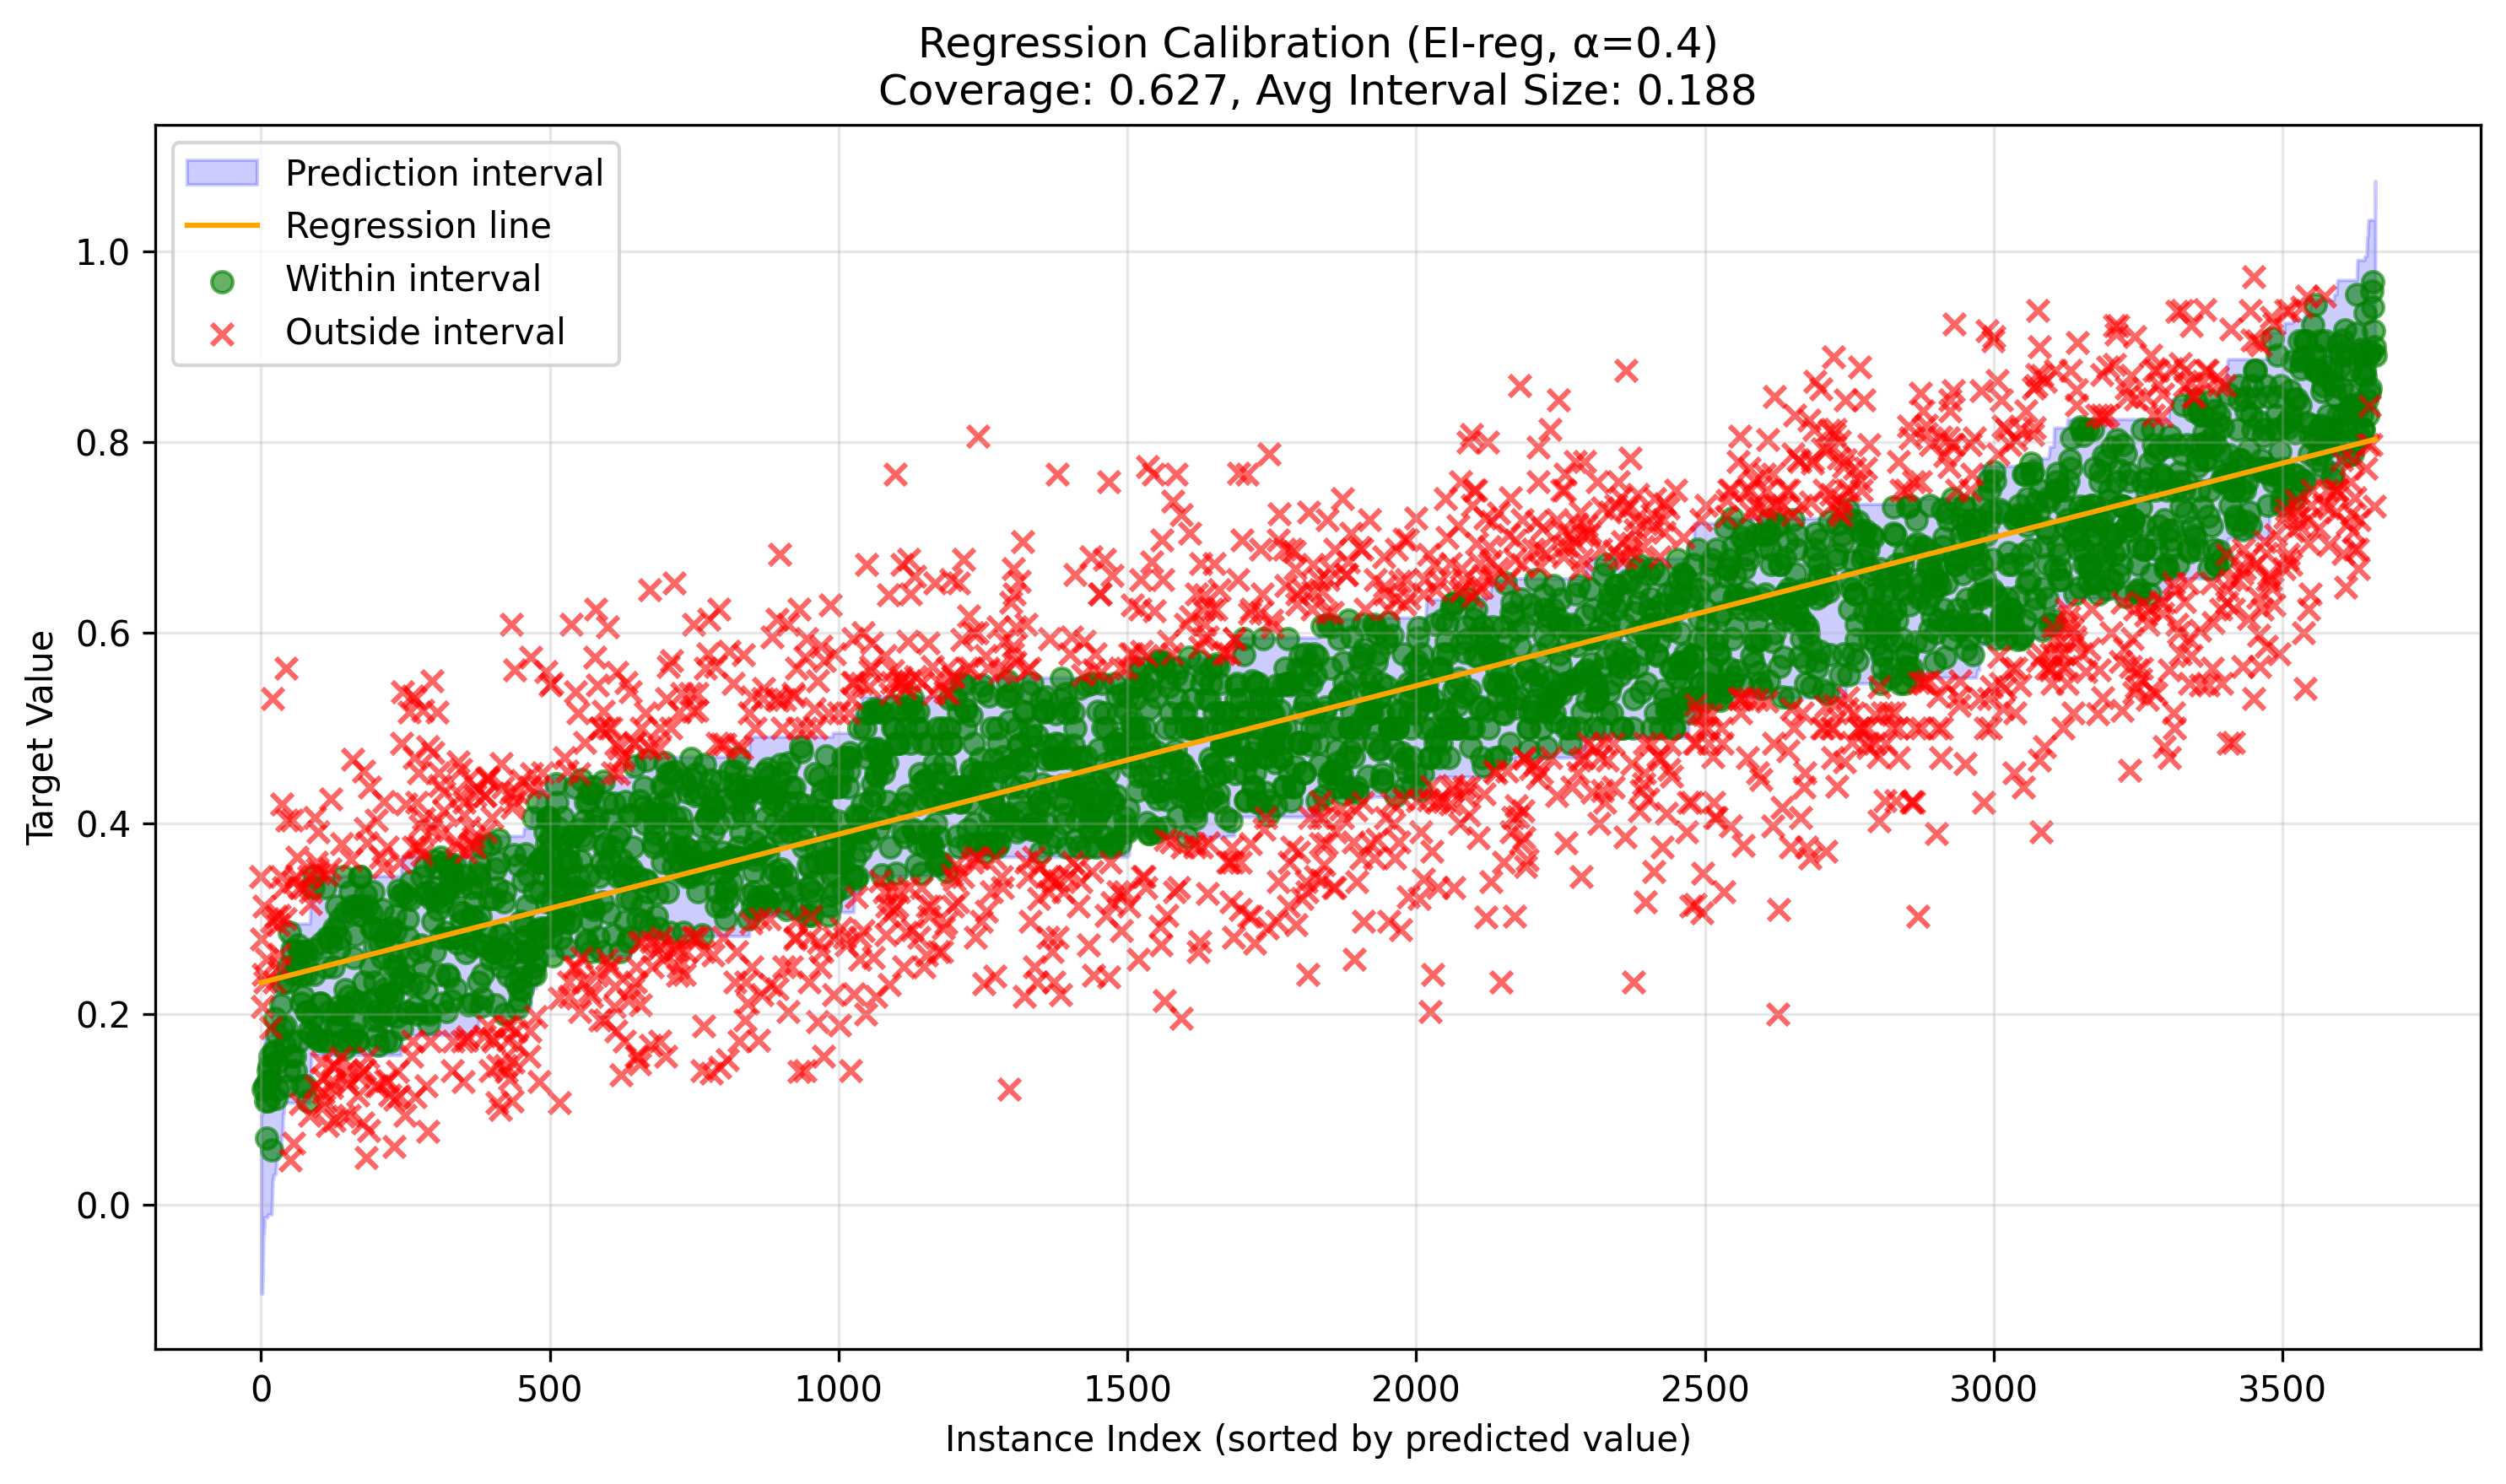 Regression Calibration (EI-reg, α=0.4)
Coverage: 0.627, Avg Interval Size: 0.188
Prediction interval
Regression line
Within interval
Outside interval
Target Value
1.0
0.8
0.6
0.4
0.2
0.0
0 500 1000 1500 2000 2500 3000 3500
Instance Index (sorted by predicted value)